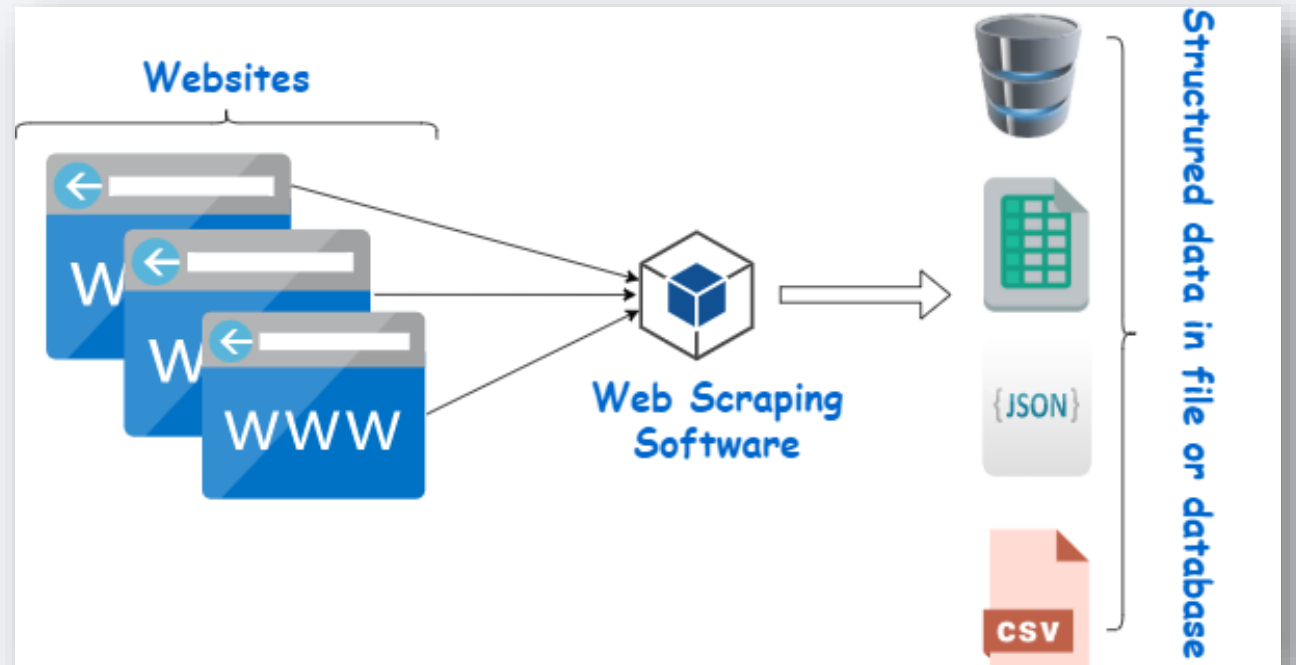 Websites
W
W
WWW
Web Scraping
Software
{JSON}
CSV
Structured data in file or database